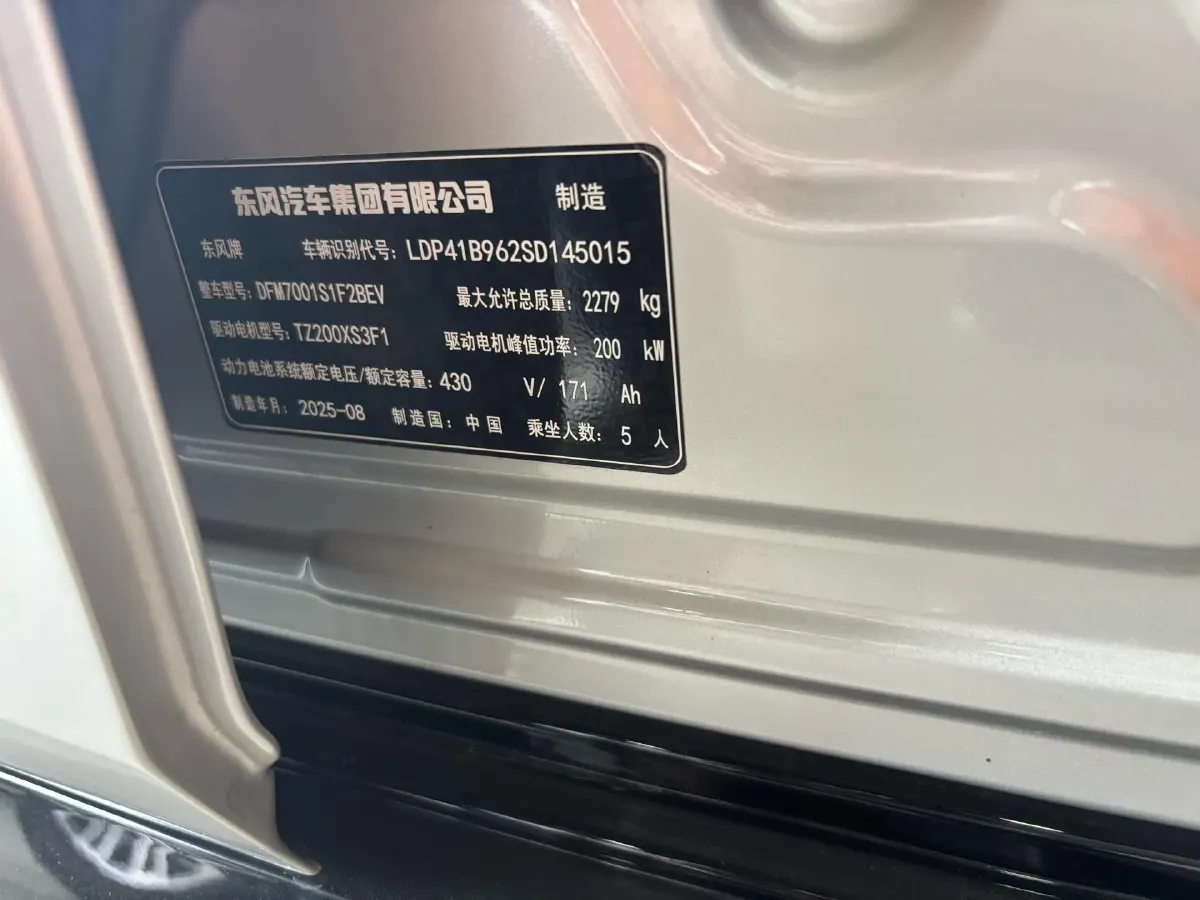 东风汽车集团有限公司 制造
东风牌 车辆识别代号: LDP41B962SD145015
整车型号: DFM7001S1F2BEV 最大允许总质量: 2279 kg
驱动电机型号: TZ200XS3F1 驱动电机峰值功率: 200 kW
动力电池系统额定电压/额定容量: 430 V/ 171 Ah
制造年月: 2025-08 制造国: 中国 乘坐人数: 5 人